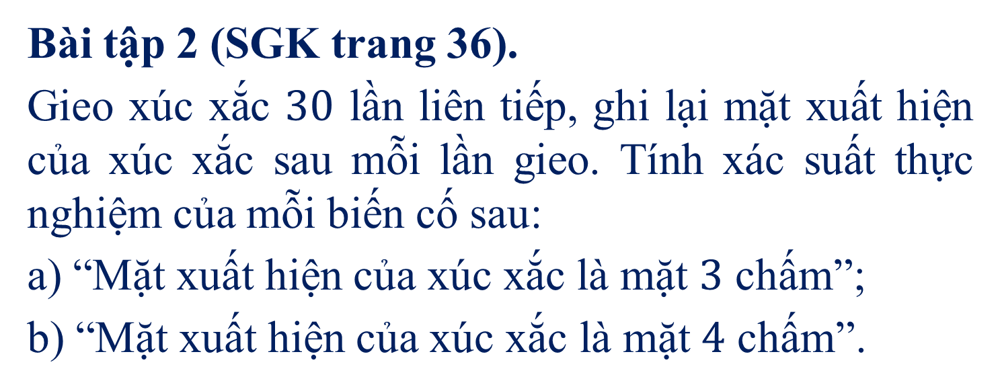 Bài tập 2 (SGK trang 36).
Gieo xúc xắc 30 lần liên tiếp, ghi lại mặt xuất hiện
của xúc xắc sau mỗi lần gieo. Tính xác suất thực
nghiệm của mỗi biến cố sau:
a) “Mặt xuất hiện của xúc xắc là mặt 3 chấm”;
b) “Mặt xuất hiện của xúc xắc là mặt 4 chấm”.